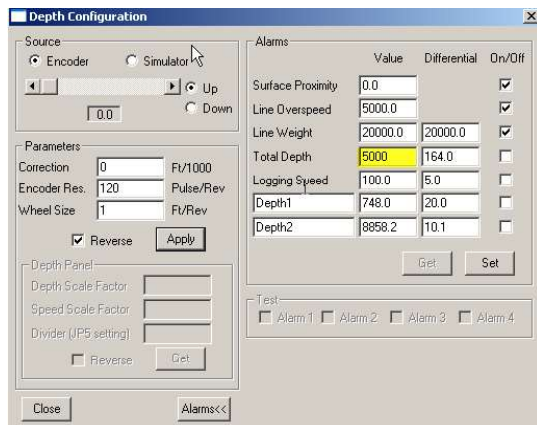 Depth Configuration
Source
Encoder Simulator
Up
Down
0.0
Parameters
Correction 0 Ft/1000
Encoder Res. 120 Pulse/Rev
Wheel Size 1 Ft/Rev
Reverse Apply
Depth Panel
Depth Scale Factor
Speed Scale Factor
Divider (JP5 setting)
Reverse Get
Close Alarms<<
Alarms
Value Differential On/Off
Surface Proximity 0.0
Line Overspeed 5000.0
Line Weight 20000.0 20000.0
Total Depth 5000 164.0
Logging Speed 100.0 5.0
Depth1 748.0 20.0
Depth2 8858.2 10.1
Get Set
Test
Alarm 1 Alarm 2 Alarm 3 Alarm 4